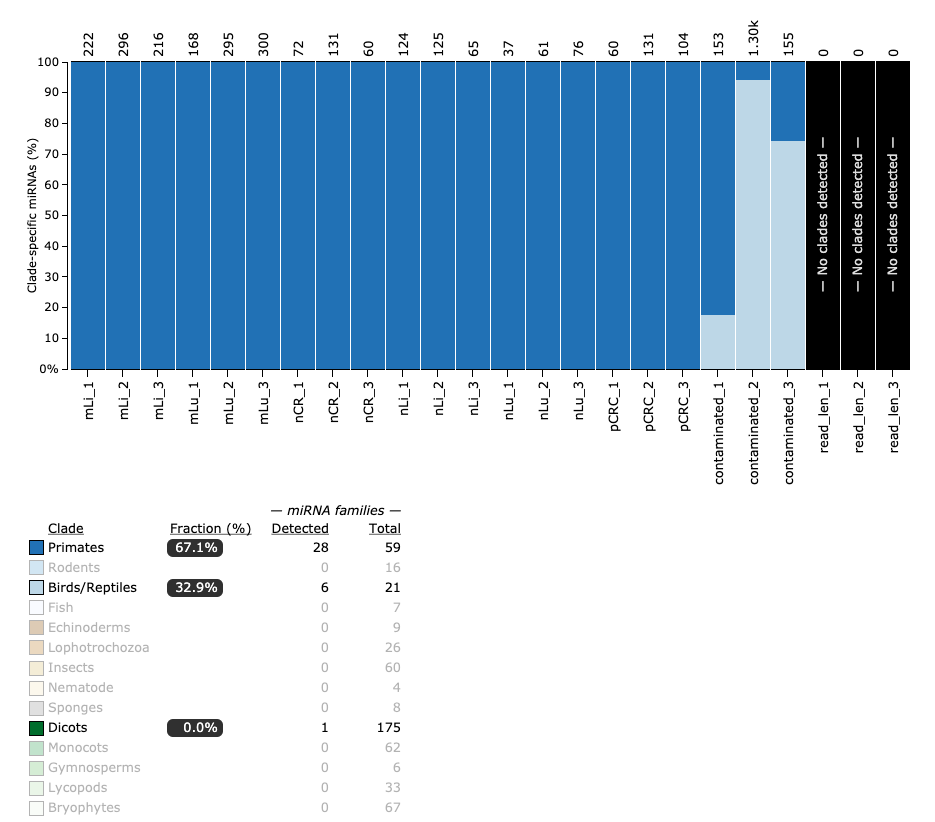 222 296 216 168 295 300 72 131 60 124 125 65 37 61 76 60 131 104 153 1.30k 155 0 0 0
Clade-specific miRNAs (%)
100
90
80
70
60
50
40
30
20
10
0%
— No clades detected —
— No clades detected —
— No clades detected —
mLi_1 mLi_2 mLi_3 mLu_1 mLu_2 mLu_3 nCR_1 nCR_2 nCR_3 nLi_1 nLi_2 nLi_3 nLu_1 nLu_2 nLu_3 pCRC_1 pCRC_2 pCRC_3 contaminated_1 contaminated_2 contaminated_3 read_len_1 read_len_2 read_len_3
— miRNA families —
Clade Fraction (%) Detected Total
Primates 67.1% 28 59
Rodents 0 16
Birds/Reptiles 32.9% 6 21
Fish 0 7
Echinoderms 0 9
Lophotrochozoa 0 26
Insects 0 60
Nematode 0 4
Sponges 0 8
Dicots 0.0% 1 175
Monocots 0 62
Gymnosperms 0 6
Lycopods 0 33
Bryophytes 0 67